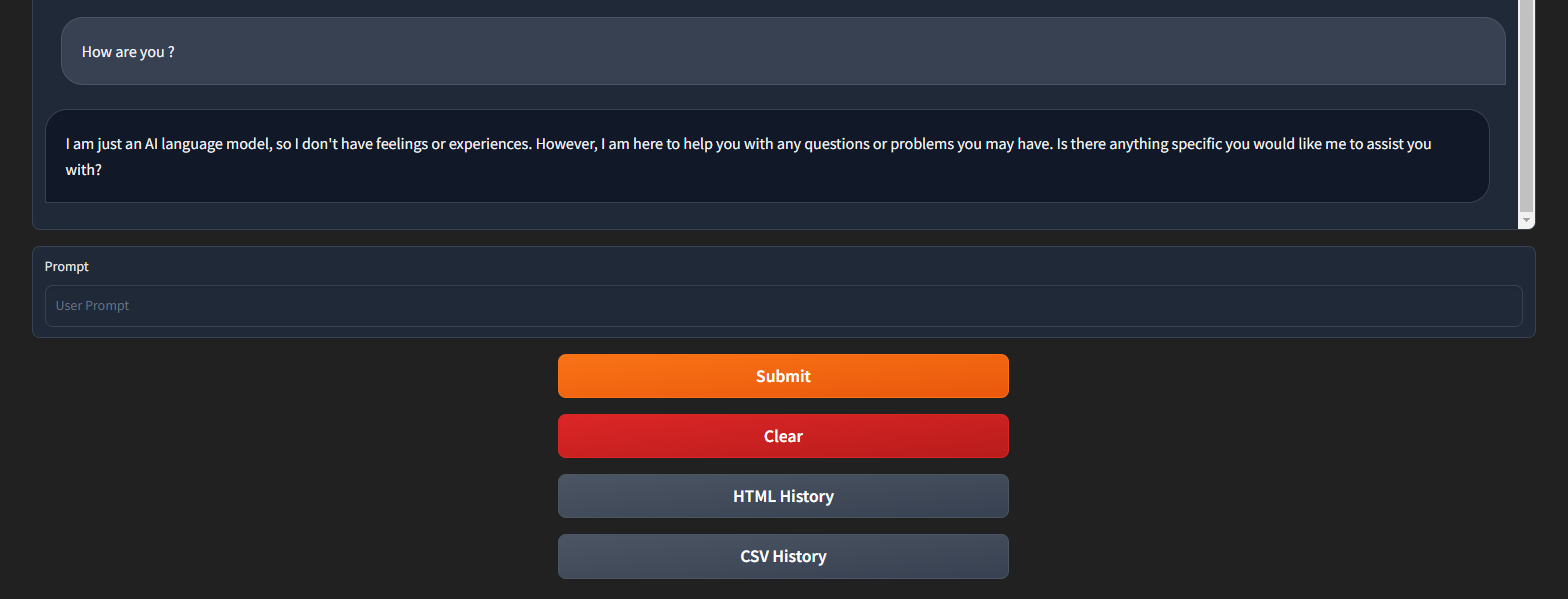 How are you ?
I am just an AI language model, so I don't have feelings or experiences. However, I am here to help you with any questions or problems you may have. Is there anything specific you would like me to assist you
with?
Prompt
User Prompt
Submit
Clear
HTML History
CSV History